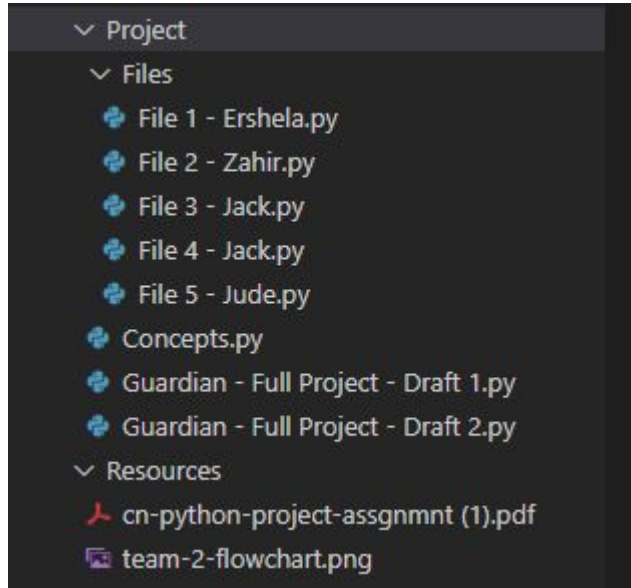 Project
Files
File 1 - Ershela.py
File 2 - Zahir.py
File 3 - Jack.py
File 4 - Jack.py
File 5 - Jude.py
Concepts.py
Guardian - Full Project - Draft 1.py
Guardian - Full Project - Draft 2.py
Resources
cn-python-project-assgnmnt (1).pdf
team-2-flowchart.png